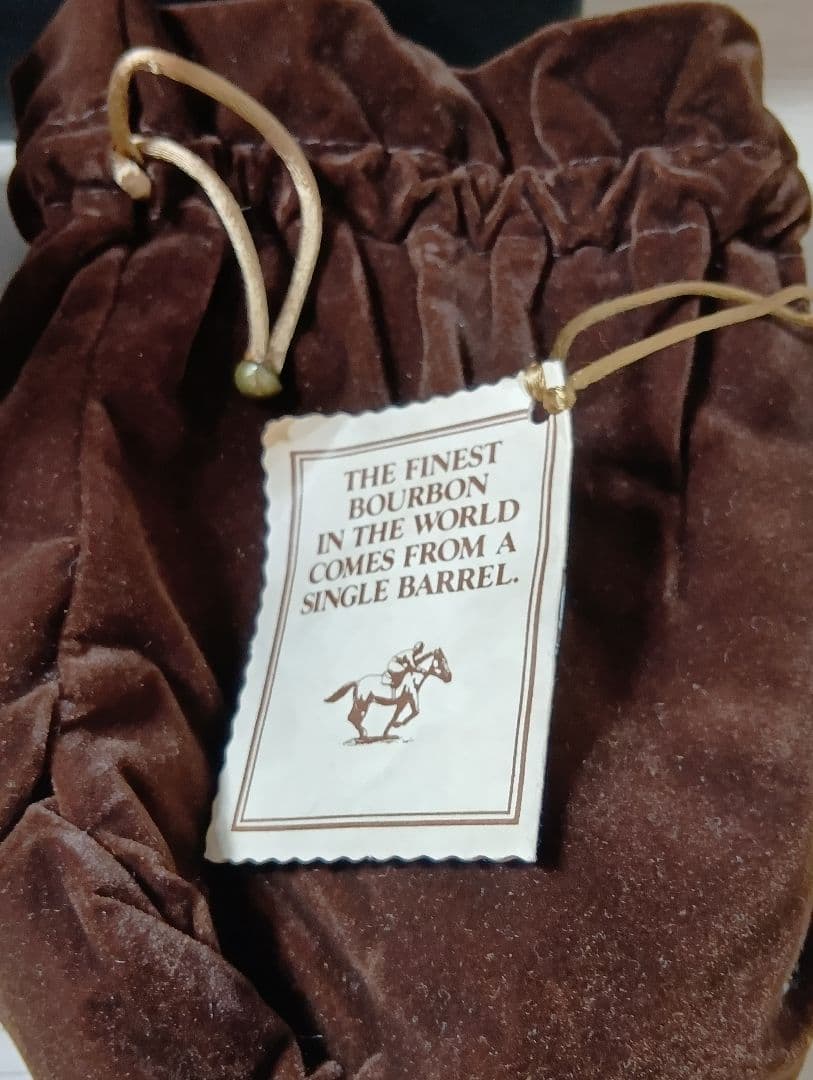 THE FINEST
BOURBON
IN THE WORLD
COMES FROM A
SINGLE BARREL.